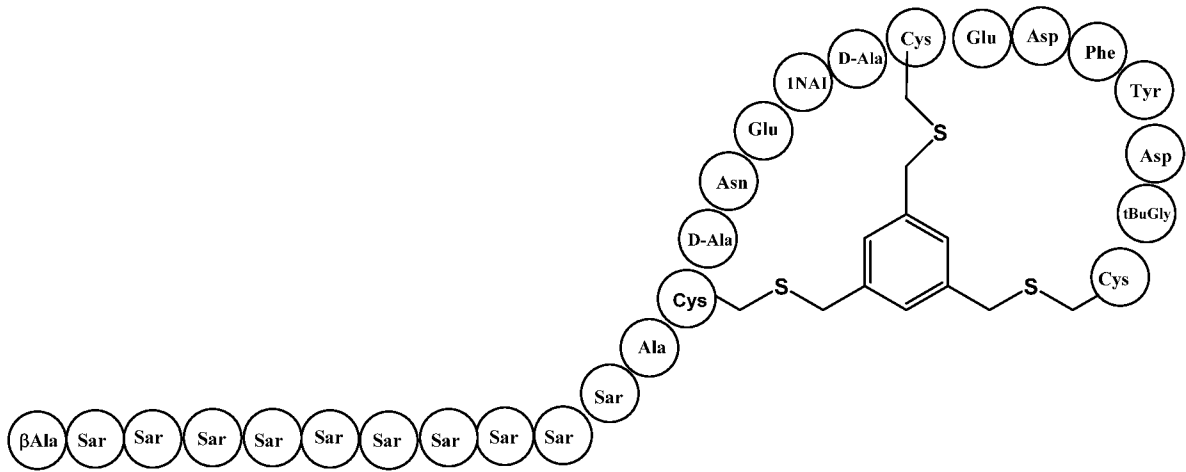 βAla Sar Sar Sar Sar Sar Sar Sar Sar Sar
Sar
Ala
Cys
D-Ala
Asn
Glu
1NAI
D-Ala
Cys
Glu
Asp
Phe
Tyr
Asp
tBuGly
Cys
S
S
S